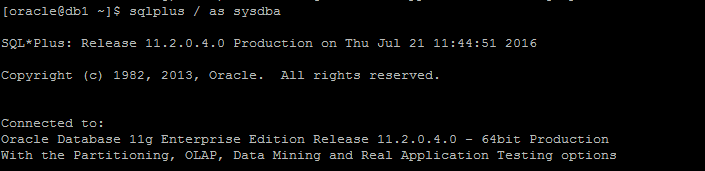 [oracle@db1 ~]$ sqlplus / as sysdba
SQL*Plus: Release 11.2.0.4.0 Production on Thu Jul 21 11:44:51 2016
Copyright (c) 1982, 2013, Oracle.  All rights reserved.
Connected to:
Oracle Database 11g Enterprise Edition Release 11.2.0.4.0 - 64bit Production
With the Partitioning, OLAP, Data Mining and Real Application Testing options